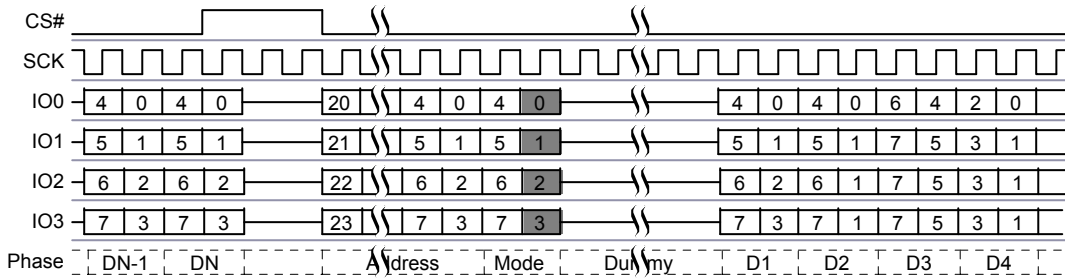 CS#
SCK
IO0 4 0 4 0 20 4 0 4 0 4 0 4 0 6 4 2 0
IO1 5 1 5 1 21 5 1 5 1 5 1 5 1 7 5 3 1
IO2 6 2 6 2 22 6 2 6 2 6 2 6 1 7 5 3 1
IO3 7 3 7 3 23 7 3 7 3 7 3 7 1 7 5 3 1
Phase DN-1 DN Address Mode Dummy D1 D2 D3 D4